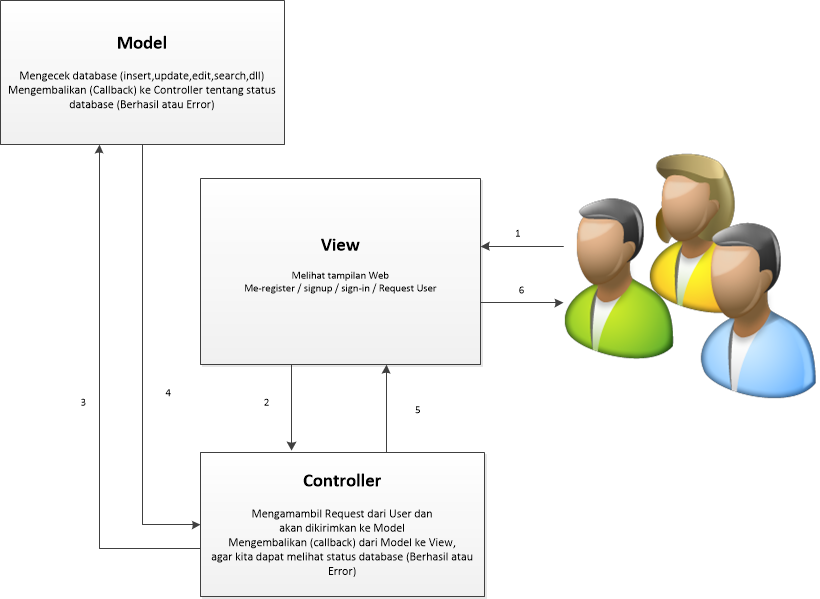 Model
Mengecek database (insert,update,edit,search,dll)
Mengembalikan (Callback) ke Controller tentang status
database (Berhasil atau Error)
View
Melihat tampilan Web
Me-register / signup / sign-in / Request User
1
6
3
4
2
5
Controller
Mengamambil Request dari User dan
akan dikirimkan ke Model
Mengembalikan (callback) dari Model ke View,
agar kita dapat melihat status database (Berhasil atau
Error)